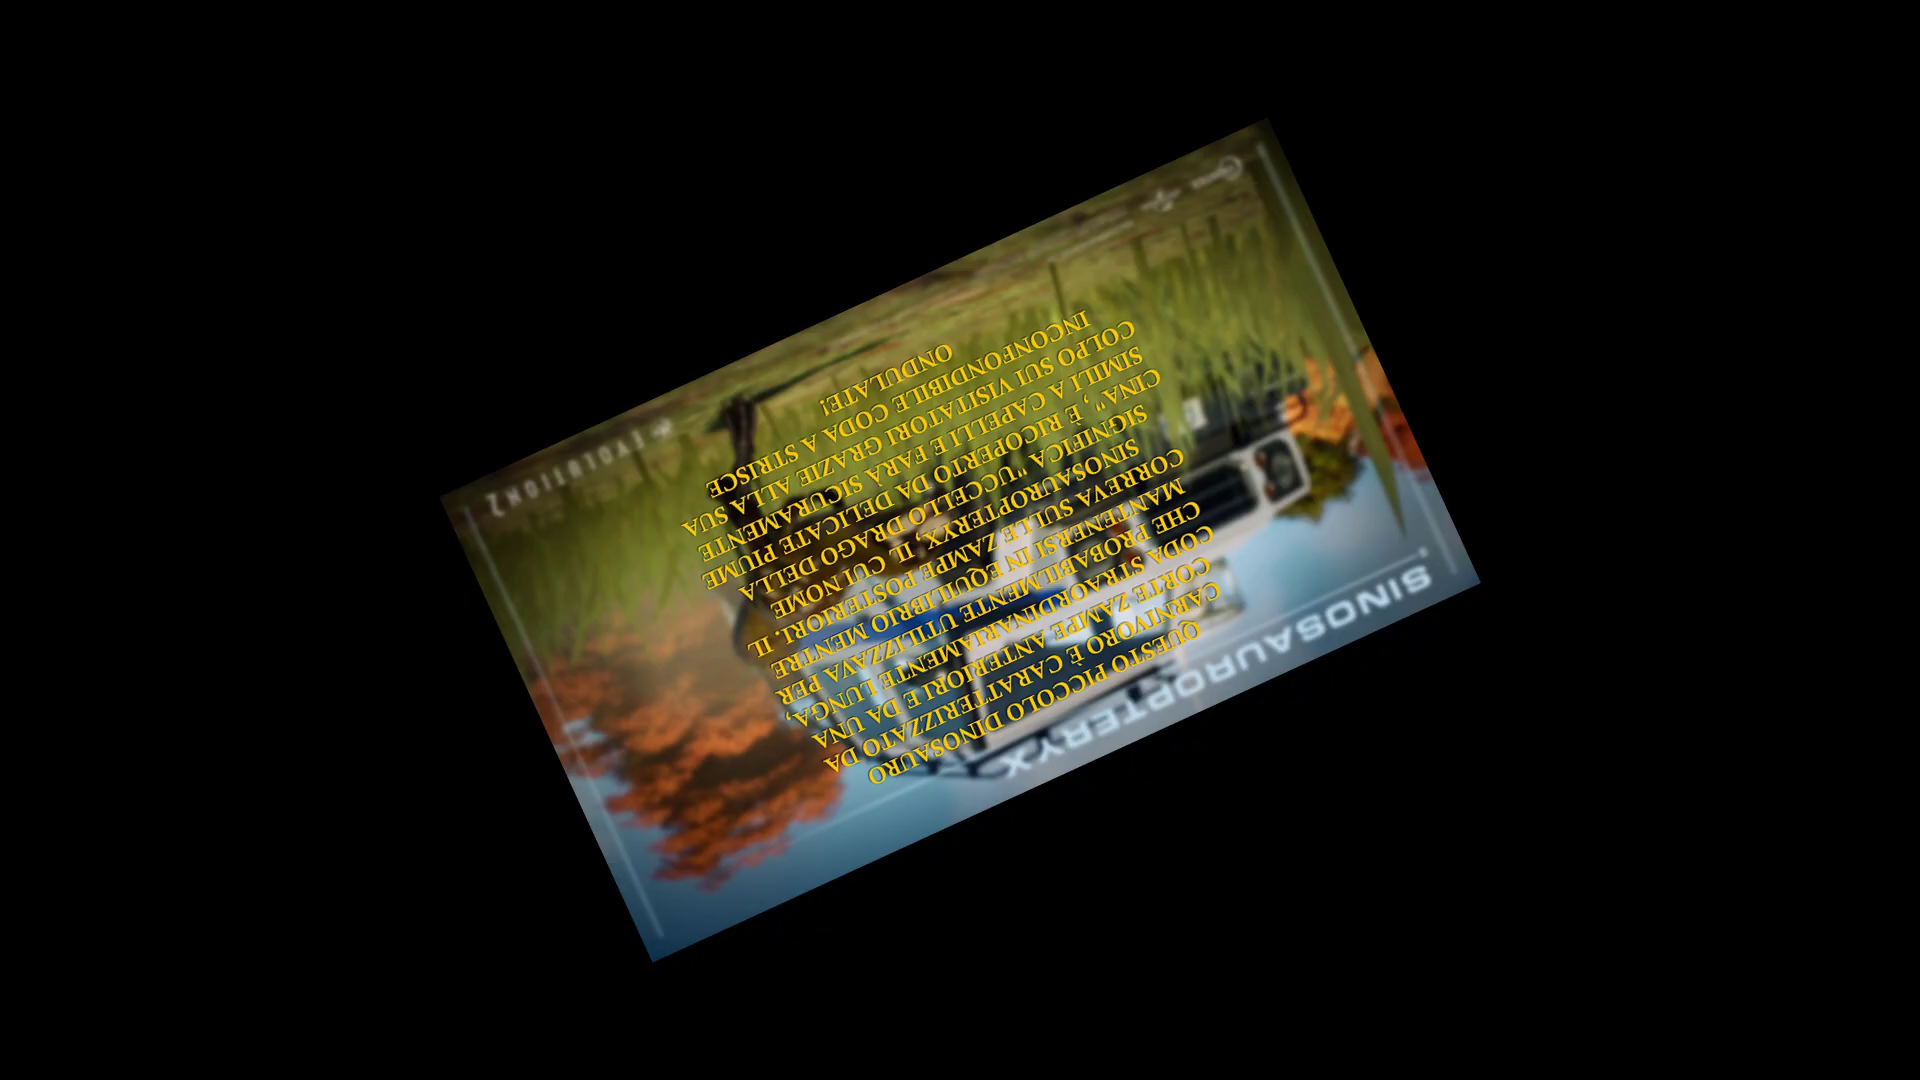 SINOSAUROPTERYX
QUESTO PICCOLO DINOSAURO
CARNIVORO È CARATTERIZZATO DA
CORTE ZAMPE ANTERIORI E DA UNA
CODA STRAORDINARIAMENTE LUNGA,
CHE PROBABILMENTE UTILIZZAVA PER
MANTENERSI IN EQUILIBRIO MENTRE
CORREVA SULLE ZAMPE POSTERIORI. IL
SINOSAUROPTERYX, IL CUI NOME
SIGNIFICA "UCCELLO DRAGO DELLA
CINA", È RICOPERTO DA DELICATE PIUME
SIMILI A CAPELLI E FARÀ SICURAMENTE
COLPO SUI VISITATORI GRAZIE ALLA SUA
INCONFONDIBILE CODA A STRISCE
ONDULATE!
EVOLUTION 2